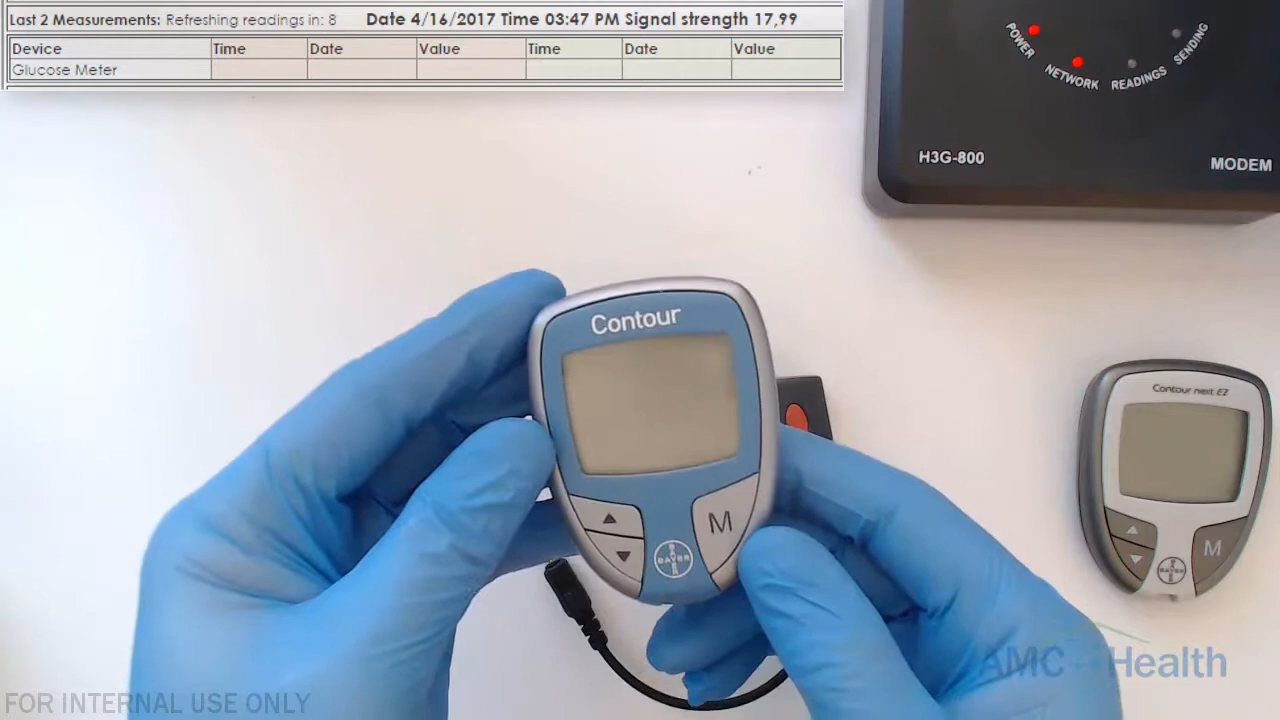 Last 2 Measurements: Refreshing readings in: 8 Date 4/16/2017 Time 03:47 PM Signal strength 17,99
Device Time Date Value Time Date Value
Glucose Meter
POWER
NETWORK
READINGS
SENDING
H3G-800
MODEM
Contour
M
BAYER
Contour next EZ
M
BAYER
AMC Health
FOR INTERNAL USE ONLY